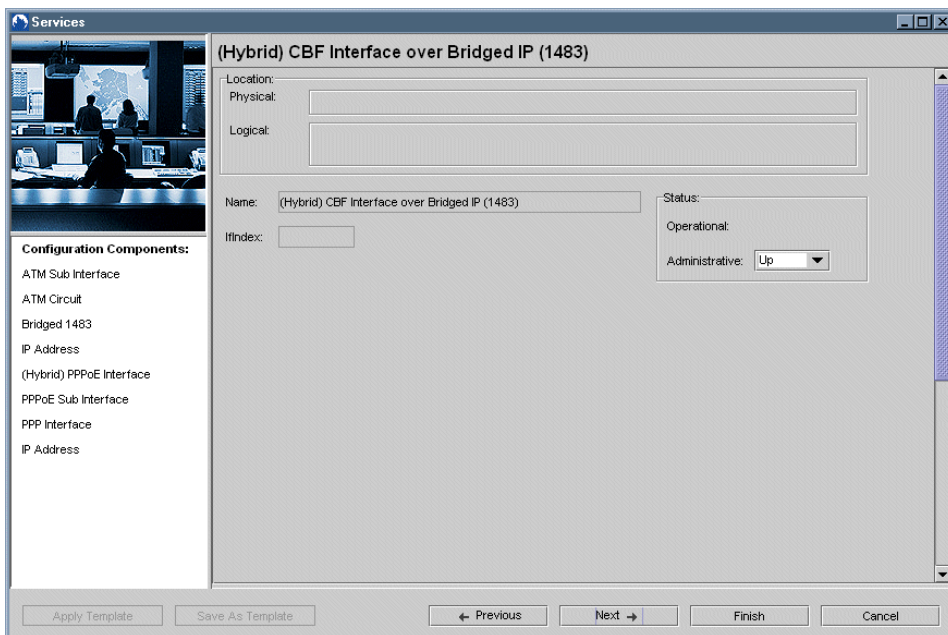 Services
(Hybrid) CBF Interface over Bridged IP (1483)
Location:
Physical:
Logical:
Name: (Hybrid) CBF Interface over Bridged IP (1483)
IfIndex:
Status:
Operational:
Administrative: Up
Configuration Components:
ATM Sub Interface
ATM Circuit
Bridged 1483
IP Address
(Hybrid) PPPoE Interface
PPPoE Sub Interface
PPP Interface
IP Address
Apply Template Save As Template ← Previous Next → Finish Cancel